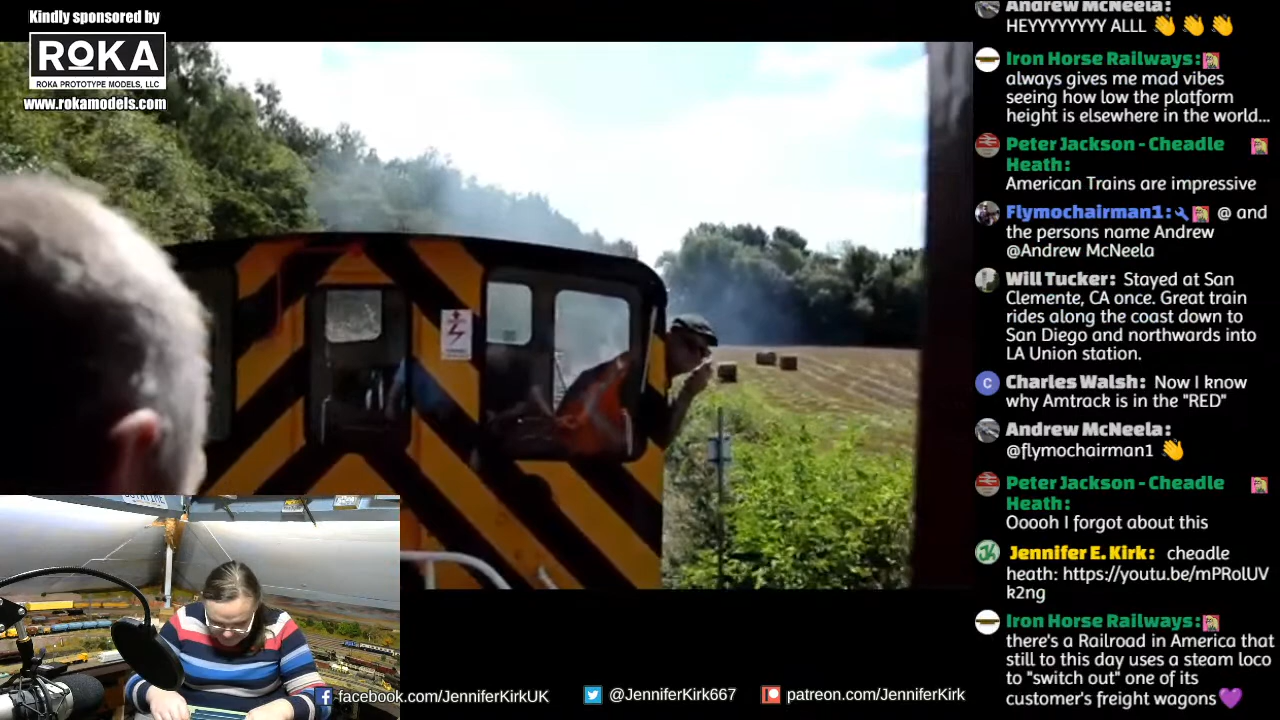 Kindly sponsored by
ROKA
ROKA PROTOTYPE MODELS, LLC
www.rokamodels.com
Andrew McNeela:
HEYYYYYYYY ALLL 👋 👋 👋
Iron Horse Railways:
always gives me mad vibes
seeing how low the platform
height is elsewhere in the world...
Peter Jackson - Cheadle
Heath:
American Trains are impressive
Flymochairman1: @ and
the persons name Andrew
@Andrew McNeela
Will Tucker: Stayed at San
Clemente, CA once. Great train
rides along the coast down to
San Diego and northwards into
LA Union station.
C
Charles Walsh: Now I know
why Amtrack is in the "RED"
Andrew McNeela:
@flymochairman1 👋
Peter Jackson - Cheadle
Heath:
Ooooh I forgot about this
Jennifer E. Kirk: cheadle
heath: https://youtu.be/mPRolUV
k2ng
Iron Horse Railways:
there's a Railroad in America that
still to this day uses a steam loco
to "switch out" one of its
customer's freight wagons💜
facebook.com/JenniferKirkUK
@JenniferKirk667
patreon.com/JenniferKirk